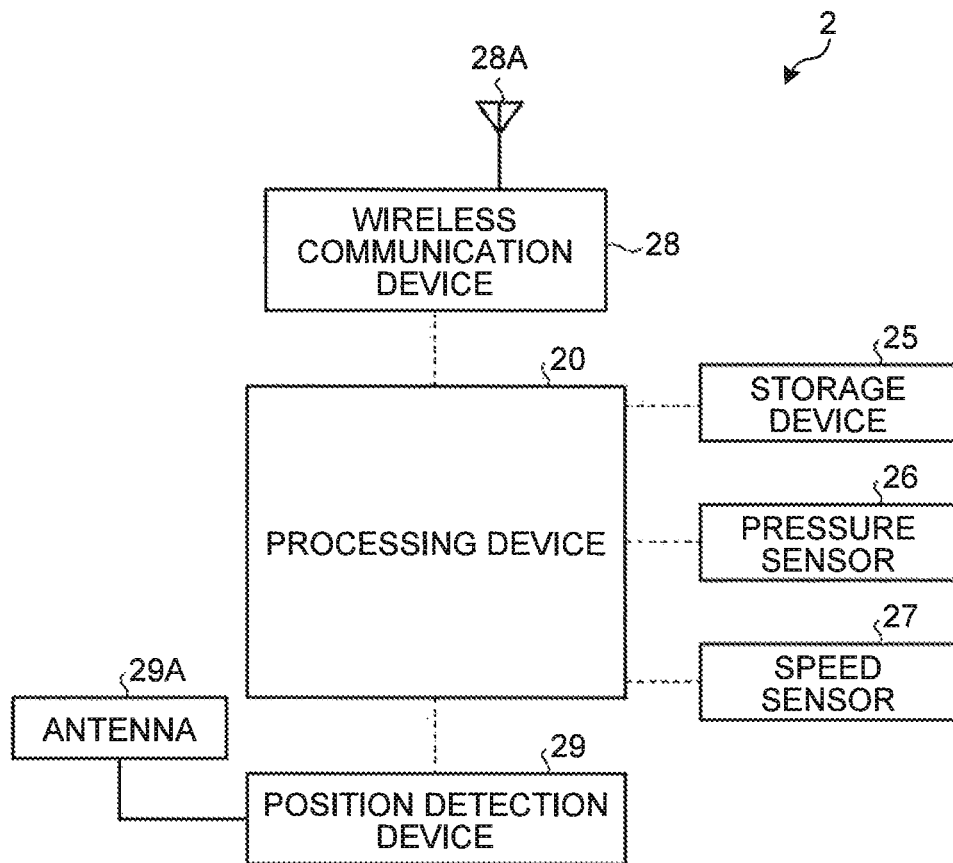 2
28A
WIRELESS
COMMUNICATION
DEVICE
28
20
25
STORAGE
DEVICE
26
PROCESSING DEVICE
PRESSURE
SENSOR
27
SPEED
SENSOR
29A
ANTENNA
29
POSITION DETECTION
DEVICE